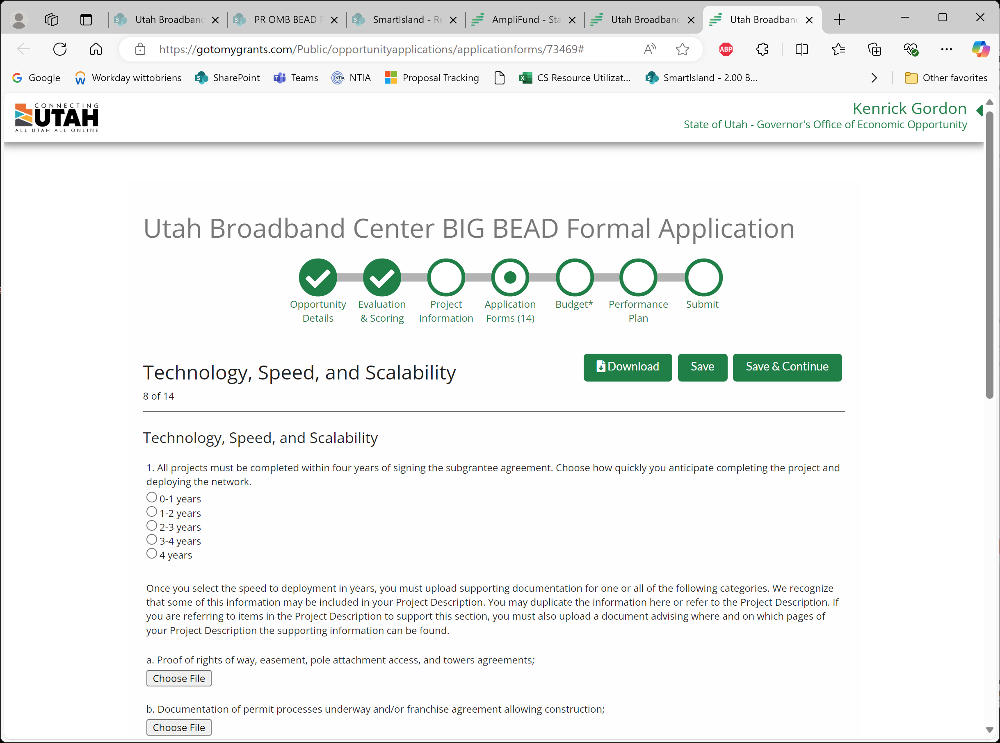 Utah Broadband
PR OMB BEAD
SmartIsland - Re
AmpliFund - Sta
Utah Broadband
Utah Broadband
https://gotomygrants.com/Public/opportunityapplications/applicationforms/73469#
ABP
Google
Workday wittobriens
SharePoint
Teams
NTIA
Proposal Tracking
CS Resource Utilizat...
SmartIsland - 2.00 B...
Other favorites
CONNECTING
UTAH
ALL UTAH ALL ONLINE
Kenrick Gordon
State of Utah - Governor's Office of Economic Opportunity
Utah Broadband Center BIG BEAD Formal Application
Opportunity
Details
Evaluation
& Scoring
Project
Information
Application
Forms (14)
Budget*
Performance
Plan
Submit
Technology, Speed, and Scalability
Download
Save
Save & Continue
8 of 14
Technology, Speed, and Scalability
1. All projects must be completed within four years of signing the subgrantee agreement. Choose how quickly you anticipate completing the project and
deploying the network.
0-1 years
1-2 years
2-3 years
3-4 years
4 years
Once you select the speed to deployment in years, you must upload supporting documentation for one or all of the following categories. We recognize
that some of this information may be included in your Project Description. You may duplicate the information here or refer to the Project Description. If
you are referring to items in the Project Description to support this section, you must also upload a document advising where and on which pages of
your Project Description the supporting information can be found.
a. Proof of rights of way, easement, pole attachment access, and towers agreements;
Choose File
b. Documentation of permit processes underway and/or franchise agreement allowing construction;
Choose File